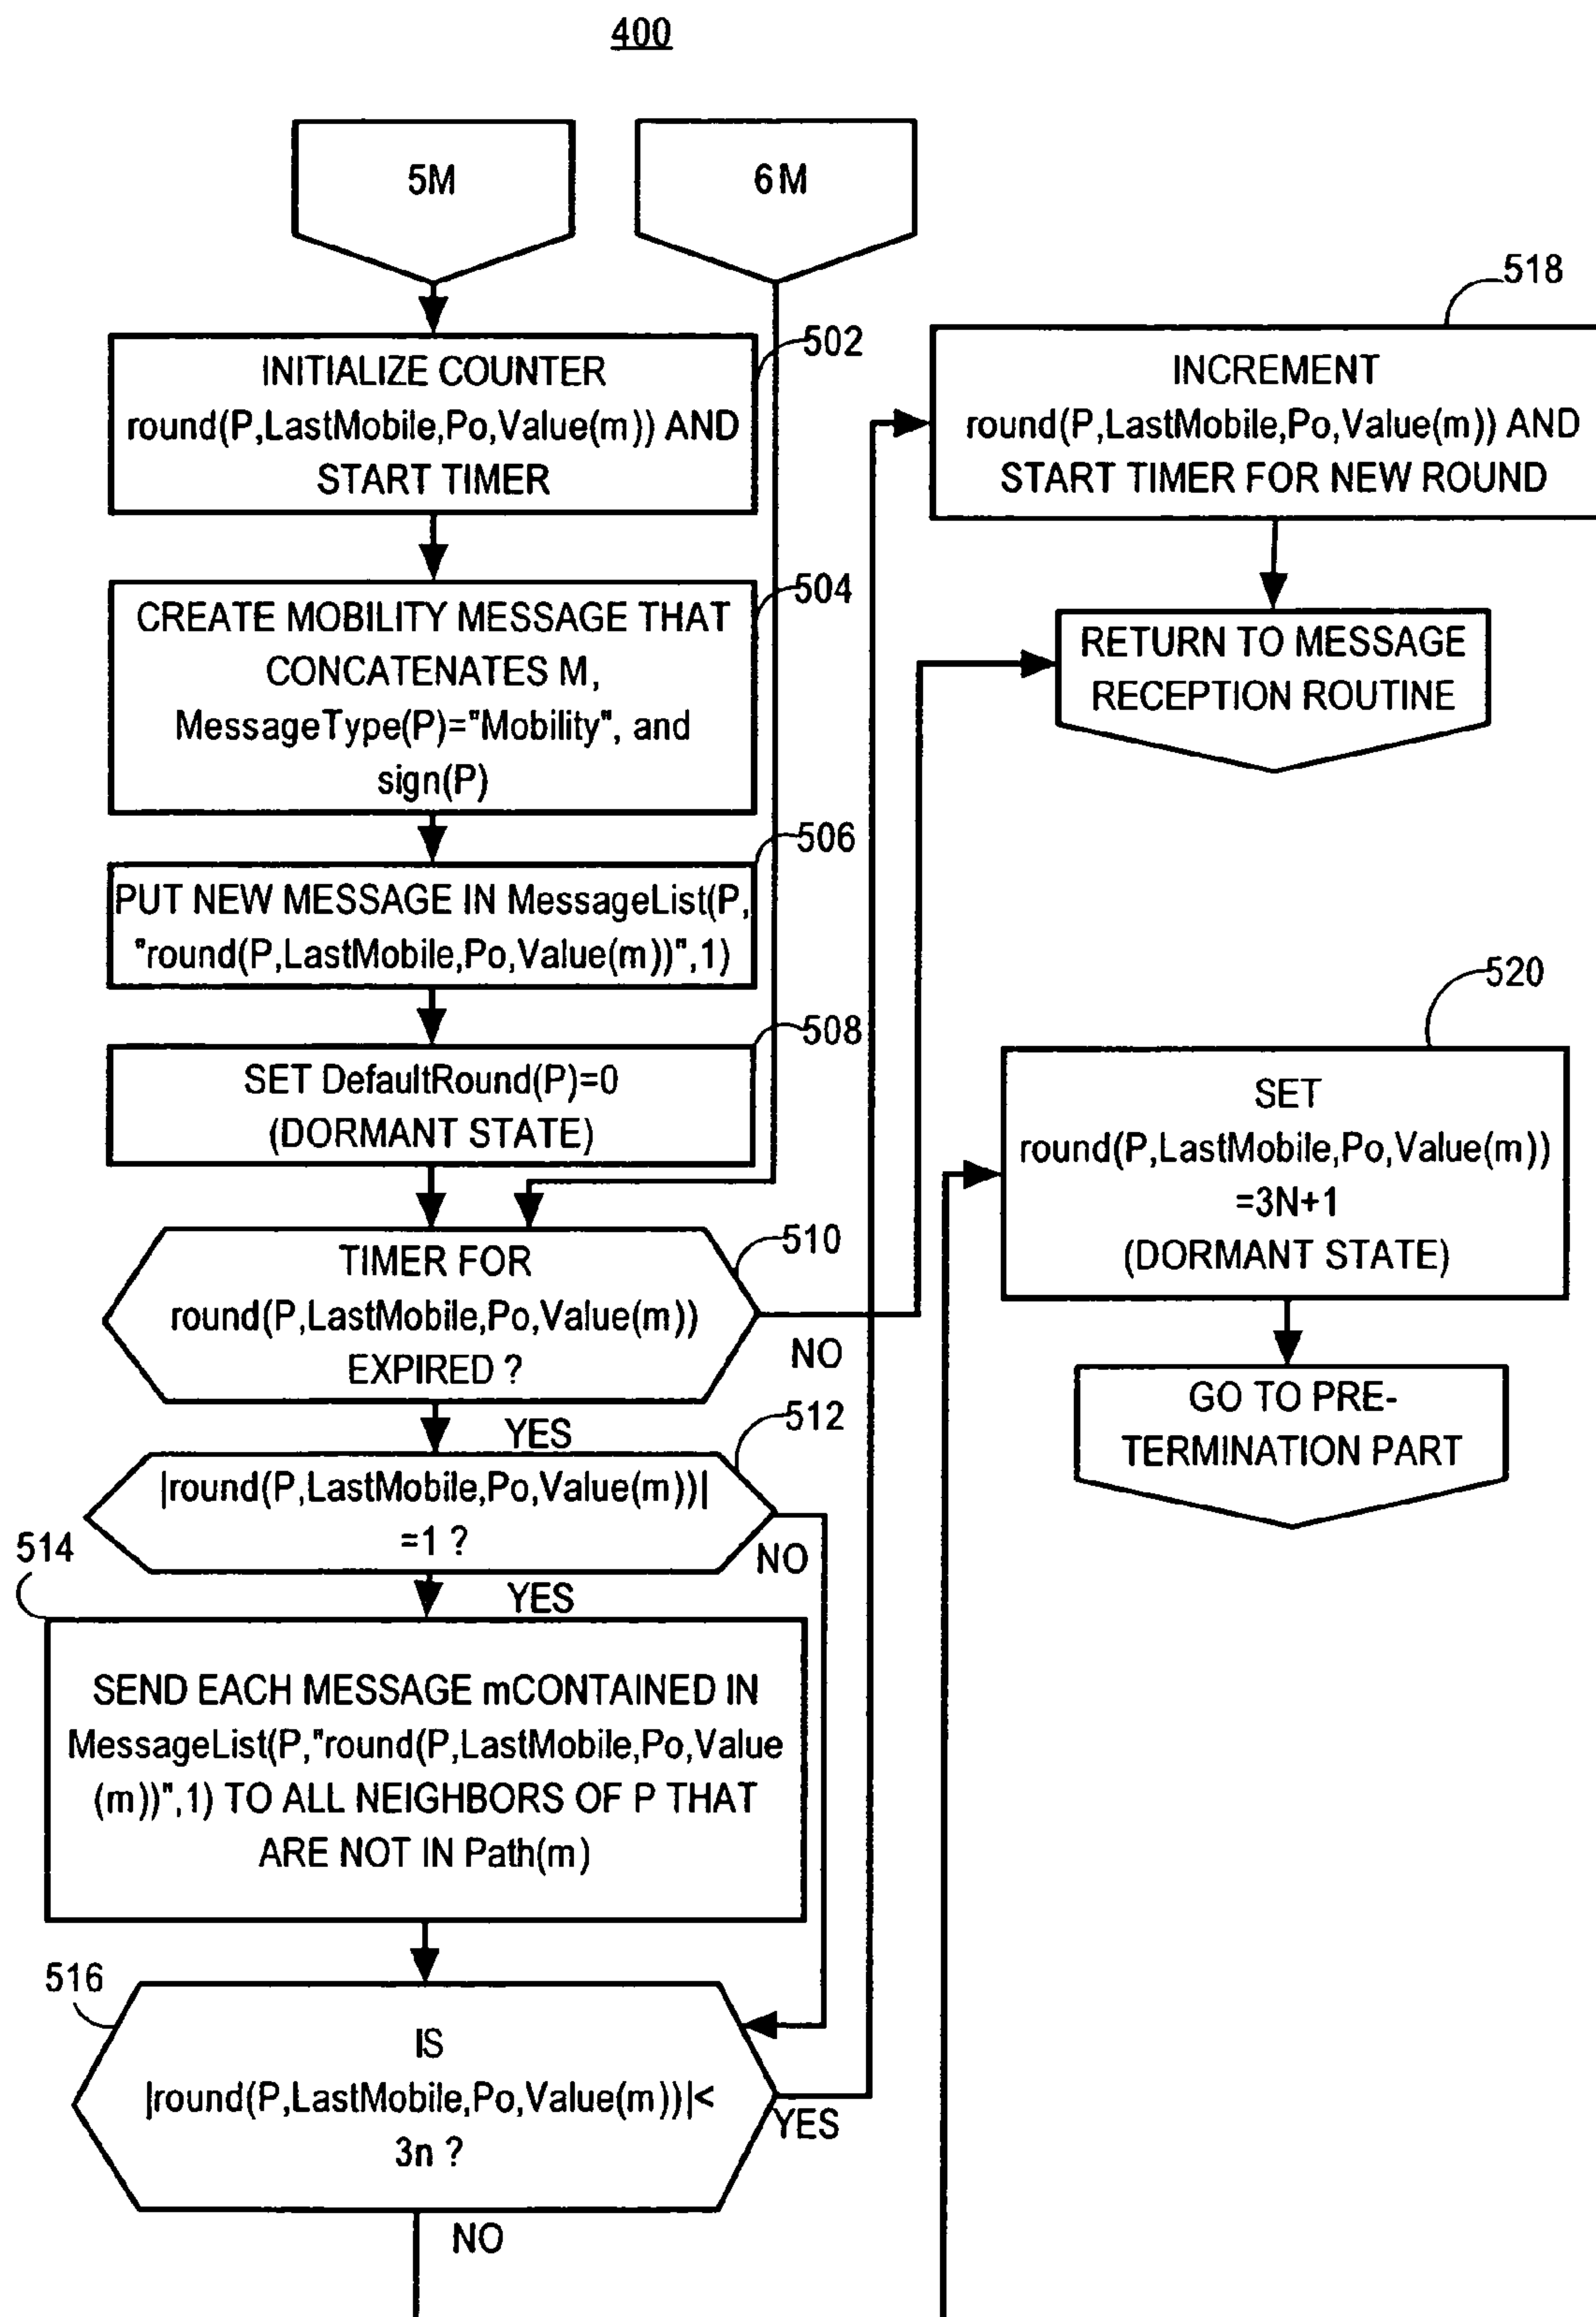 400
5M
6M
502
INITIALIZE COUNTER
round(P,LastMobile,Po,Value(m)) AND
START TIMER
504
CREATE MOBILITY MESSAGE THAT
CONCATENATES M,
MessageType(P)="Mobility", and
sign(P)
506
PUT NEW MESSAGE IN MessageList(P,
"round(P,LastMobile,Po,Value(m))",1)
508
SET DefaultRound(P)=0
(DORMANT STATE)
510
TIMER FOR
round(P,LastMobile,Po,Value(m))
EXPIRED ?
NO
YES
512
|round(P,LastMobile,Po,Value(m))|
=1 ?
NO
YES
514
SEND EACH MESSAGE mCONTAINED IN
MessageList(P,"round(P,LastMobile,Po,Value
(m))",1) TO ALL NEIGHBORS OF P THAT
ARE NOT IN Path(m)
516
IS
|round(P,LastMobile,Po,Value(m))|<
3n ?
YES
NO
518
INCREMENT
round(P,LastMobile,Po,Value(m)) AND
START TIMER FOR NEW ROUND
RETURN TO MESSAGE
RECEPTION ROUTINE
520
SET
round(P,LastMobile,Po,Value(m))
=3N+1
(DORMANT STATE)
GO TO PRE-
TERMINATION PART